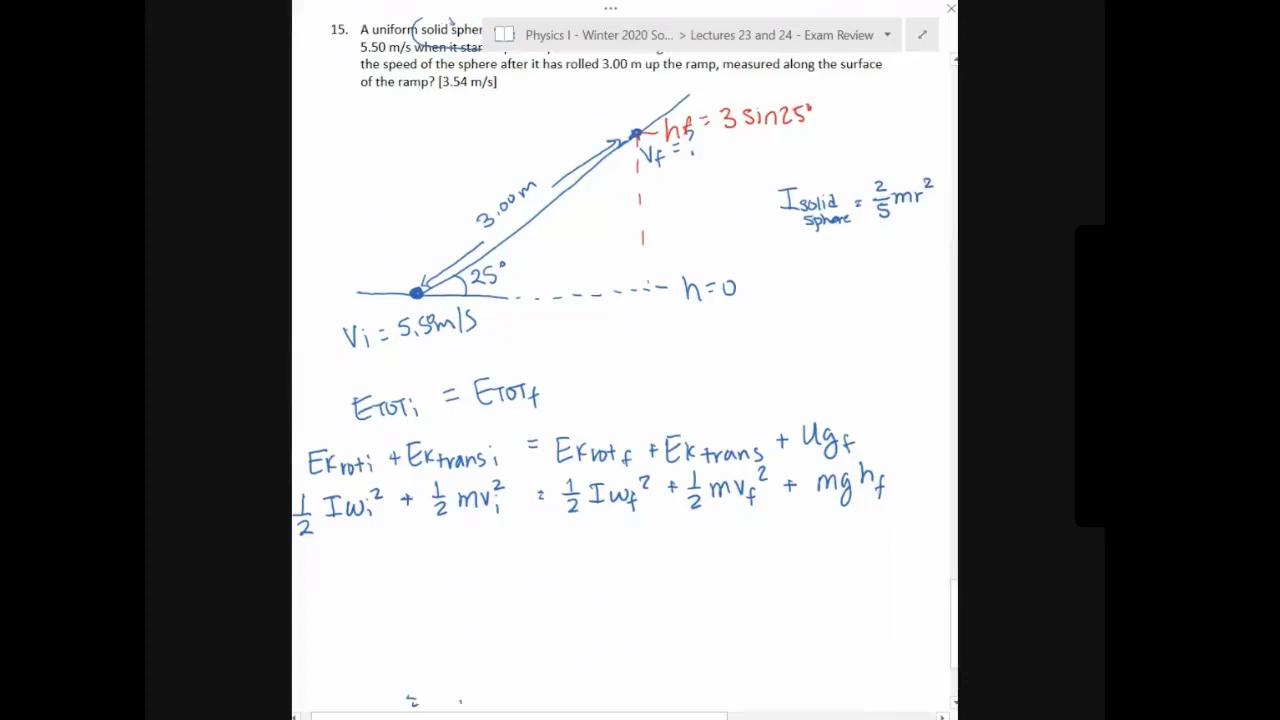 15. A uniform solid spher
Physics I - Winter 2020 So... > Lectures 23 and 24 - Exam Review
5.50 m/s when it star
the speed of the sphere after it has rolled 3.00 m up the ramp, measured along the surface
of the ramp? [3.54 m/s]
hf = 3 sin25°
Vf = ?
3.00m
I solid sphere = 2/5 mr²
25°
h=0
Vi = 5.50m/s
ETOTi = ETOTf
EKroti + EKtransi = EKrotf + EKtrans + Ugf
1/2 Iωi² + 1/2 mvi² = 1/2 Iωf² + 1/2 mvf² + mghf